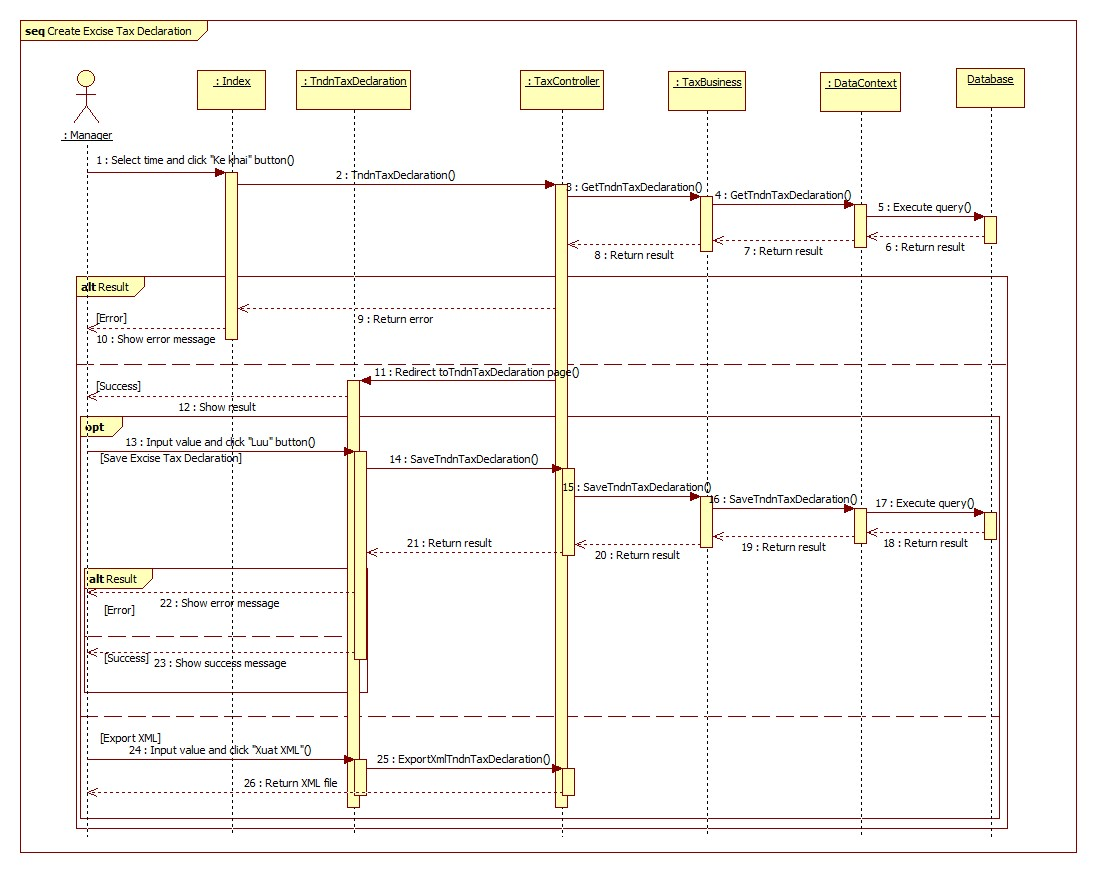 seq Create Excise Tax Declaration
: Manager
: Index
: TndnTaxDeclaration
: TaxController
: TaxBusiness
: DataContext
Database
1 : Select time and click "Ke khai" button()
2 : TndnTaxDeclaration()
3 : GetTndnTaxDeclaration()
4 : GetTndnTaxDeclaration()
5 : Execute query()
6 : Return result
7 : Return result
8 : Return result
alt Result
[Error]
9 : Return error
10 : Show error message
11 : Redirect toTndnTaxDeclaration page()
[Success]
12 : Show result
opt
13 : Input value and click "Luu" button()
[Save Excise Tax Declaration]
14 : SaveTndnTaxDeclaration()
15 : SaveTndnTaxDeclaration()
16 : SaveTndnTaxDeclaration()
17 : Execute query()
18 : Return result
19 : Return result
20 : Return result
21 : Return result
alt Result
22 : Show error message
[Error]
[Success]
23 : Show success message
[Export XML]
24 : Input value and click "Xuat XML"()
25 : ExportXmlTndnTaxDeclaration()
26 : Return XML file